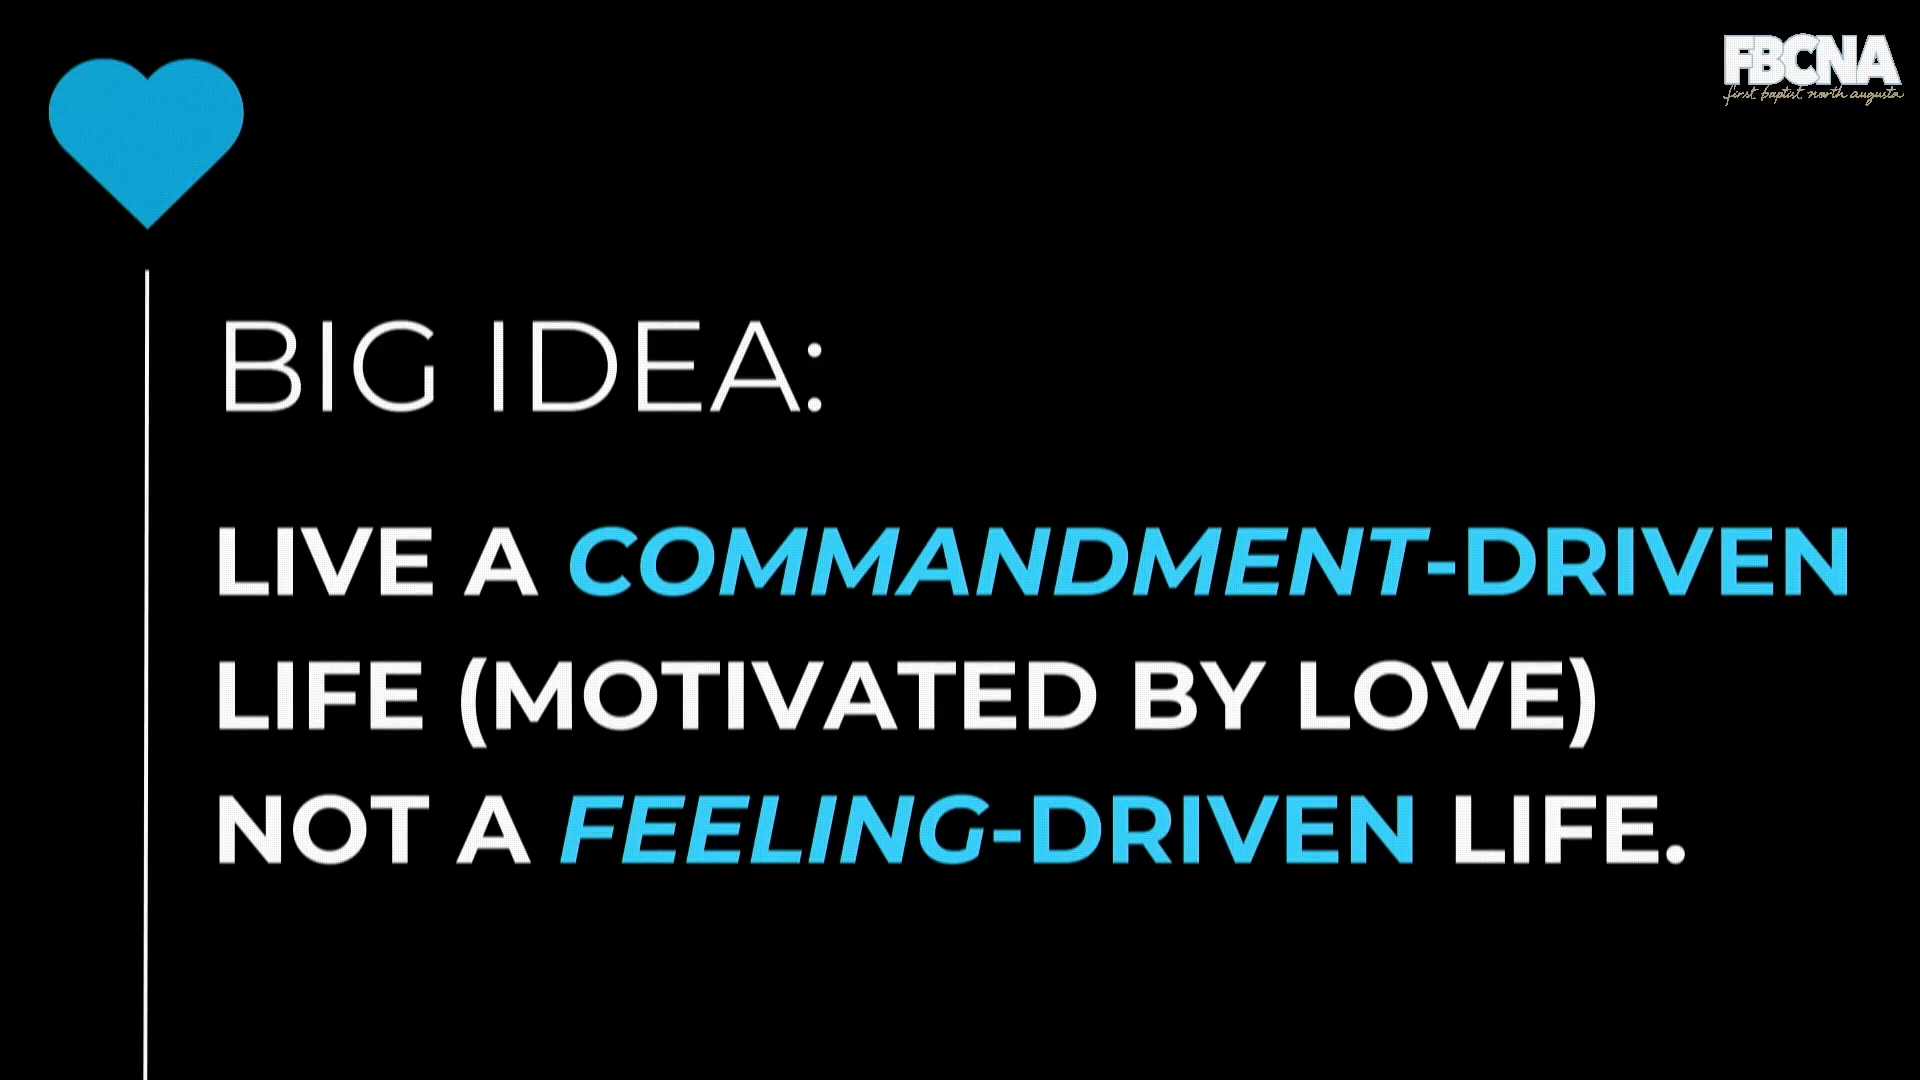 FBCNA
first baptist north augusta
BIG IDEA:
LIVE A COMMANDMENT-DRIVEN
LIFE (MOTIVATED BY LOVE)
NOT A FEELING-DRIVEN LIFE.